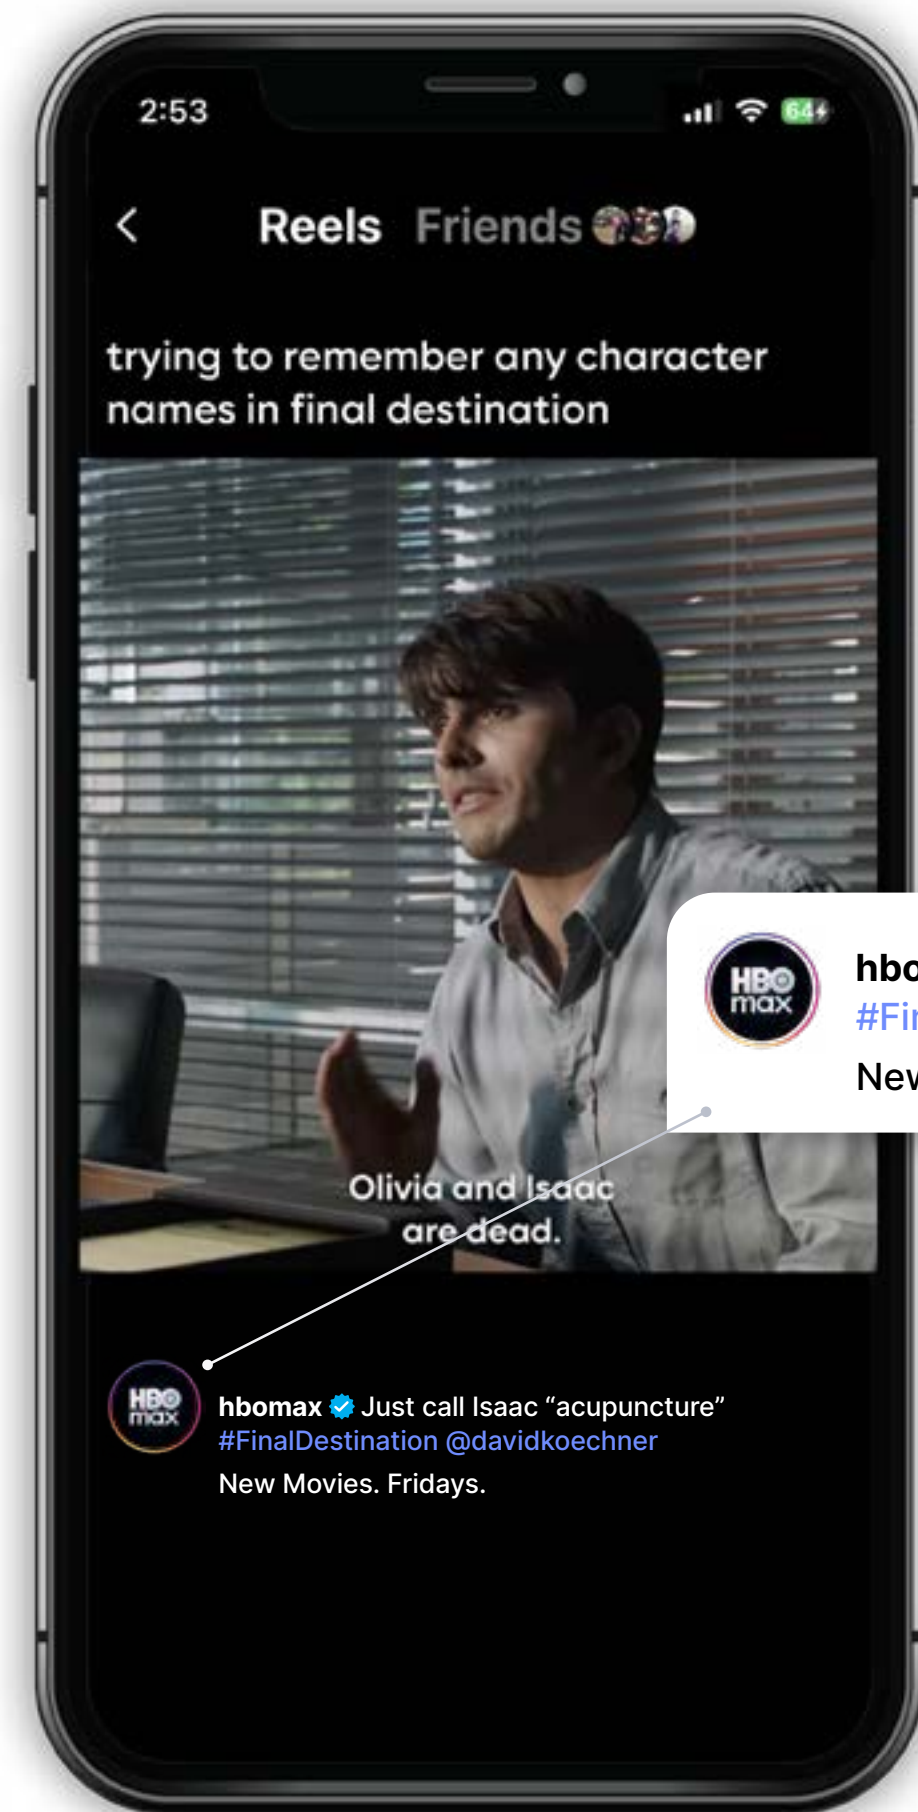 2:53
64
Reels Friends
trying to remember any character
names in final destination
Olivia and Isaac
are dead.
HBO
max
hbo
#Fin
New
HBO
max
hbomax Just call Isaac “acupuncture”
#FinalDestination @davidkoechner
New Movies. Fridays.